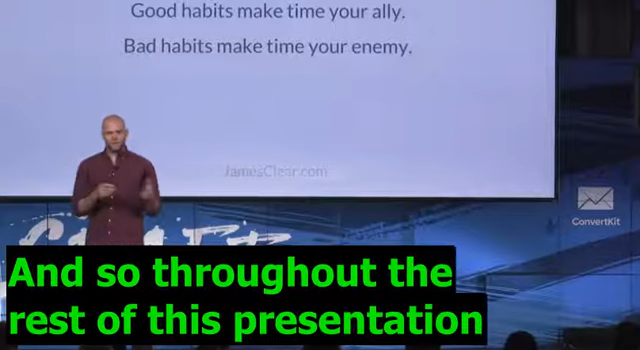 Good habits make time your ally.
Bad habits make time your enemy.
JamesClear.com
ConvertKit
And so throughout the
rest of this presentation